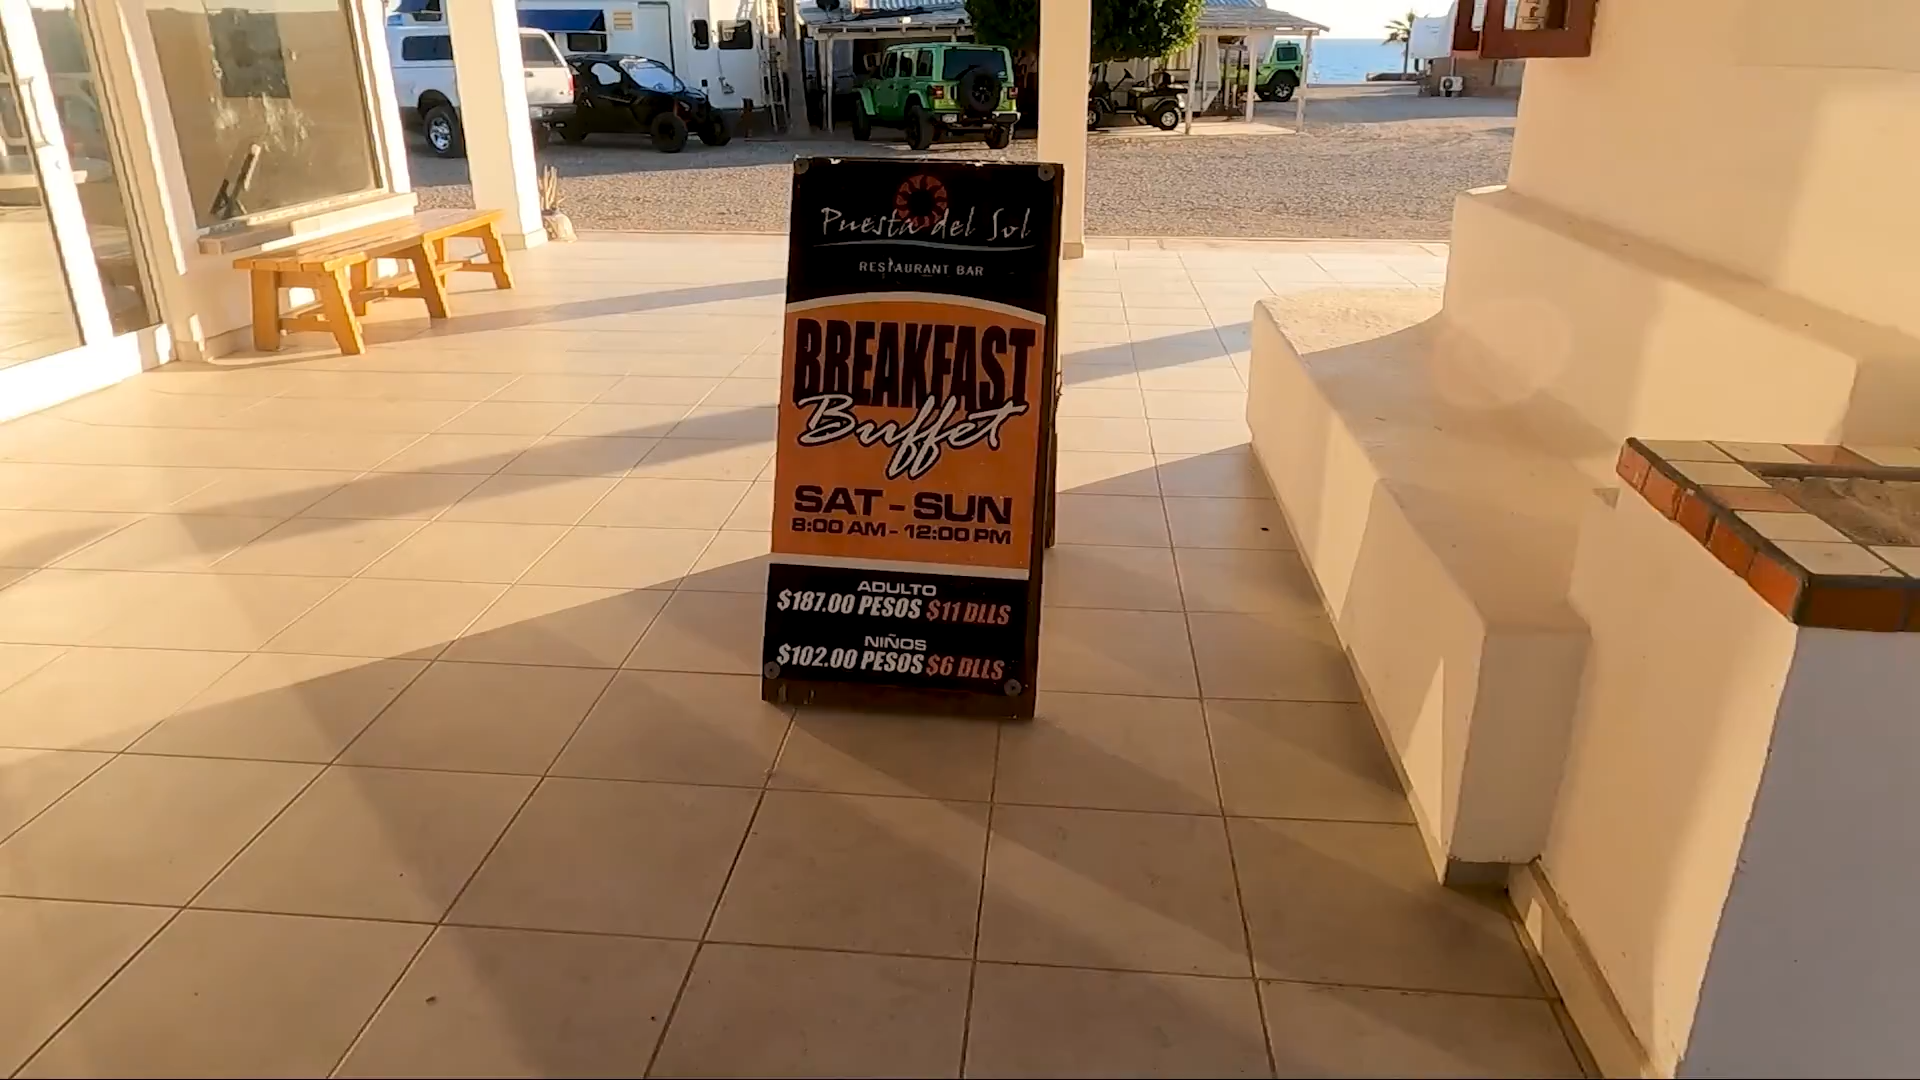 Puesta del Sol
RESTAURANT BAR
BREAKFAST
Buffet
SAT - SUN
8:00 AM - 12:00 PM
ADULTO
$187.00 PESOS $11 DLLS
NIÑOS
$102.00 PESOS $6 DLLS